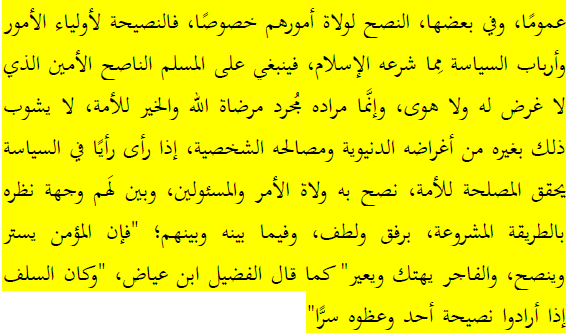 عمومًا، وفي بعضها، النصح لولاة أمورهم خصوصًا، فالنصيحة لأولياء الأمور
وأرباب السياسة مِما شرعه الإسلام، فينبغي على المسلم الناصح الأمين الذي
لا غرض له ولا هوى، وإنَّما مراده مُجرد مرضاة الله والخير للأمة، لا يشوب
ذلك بغيره من أغراضه الدنيوية ومصالحه الشخصية، إذا رأى رأيًا في السياسة
يحقق المصلحة للأمة، نصح به ولاة الأمر والمسئولين، وبين لَهم وجهة نظره
بالطريقة المشروعة، برفق ولطف، وفيما بينه وبينهم؛ "فإن المؤمن يستر
وينصح، والفاجر يهتك ويعير" كما قال الفضيل ابن عياض، "وكان السلف
إذا أرادوا نصيحة أحد وعظوه سرًّا"